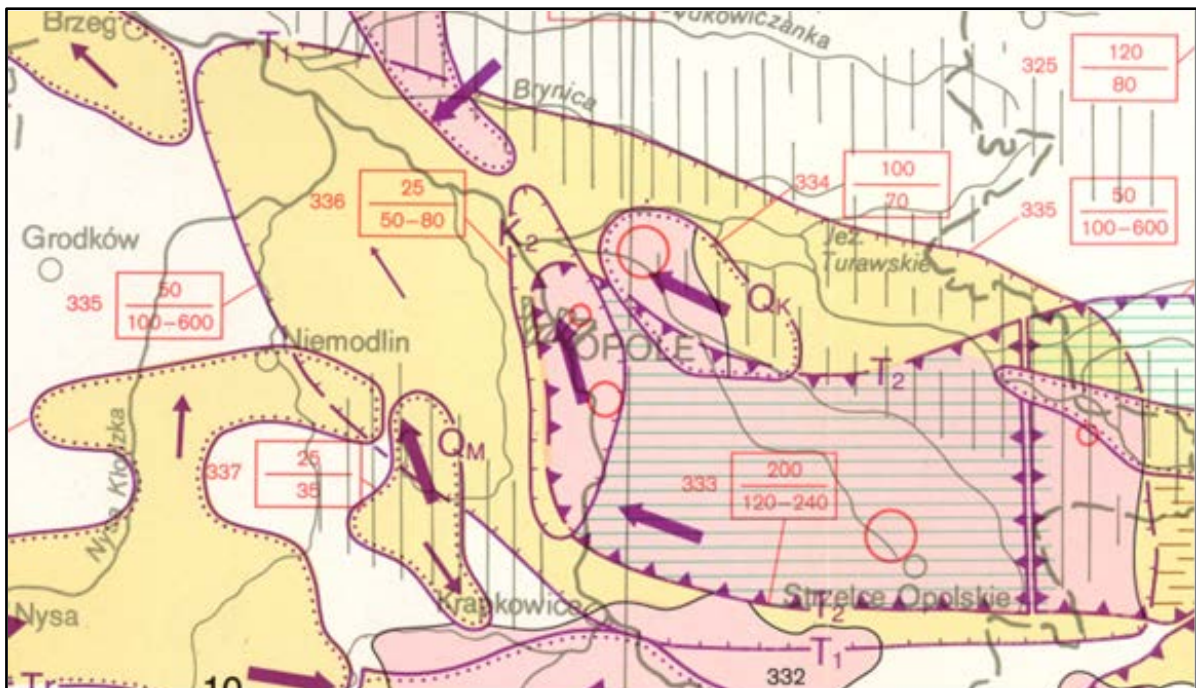 Brzeg
T1
Brynica
325
120
80
336
25
50–80
334
100
70
335
50
100–600
K2
Jez.
Turawskie
Grodków
335
50
100–600
QK
Niemodlin
OPOLE
T2
Nysa Kłodzka
QM
337
25
35
333
200
120–240
Nysa
Krapkowice
Strzelce Opolskie
T2
T1
332
Tr
10